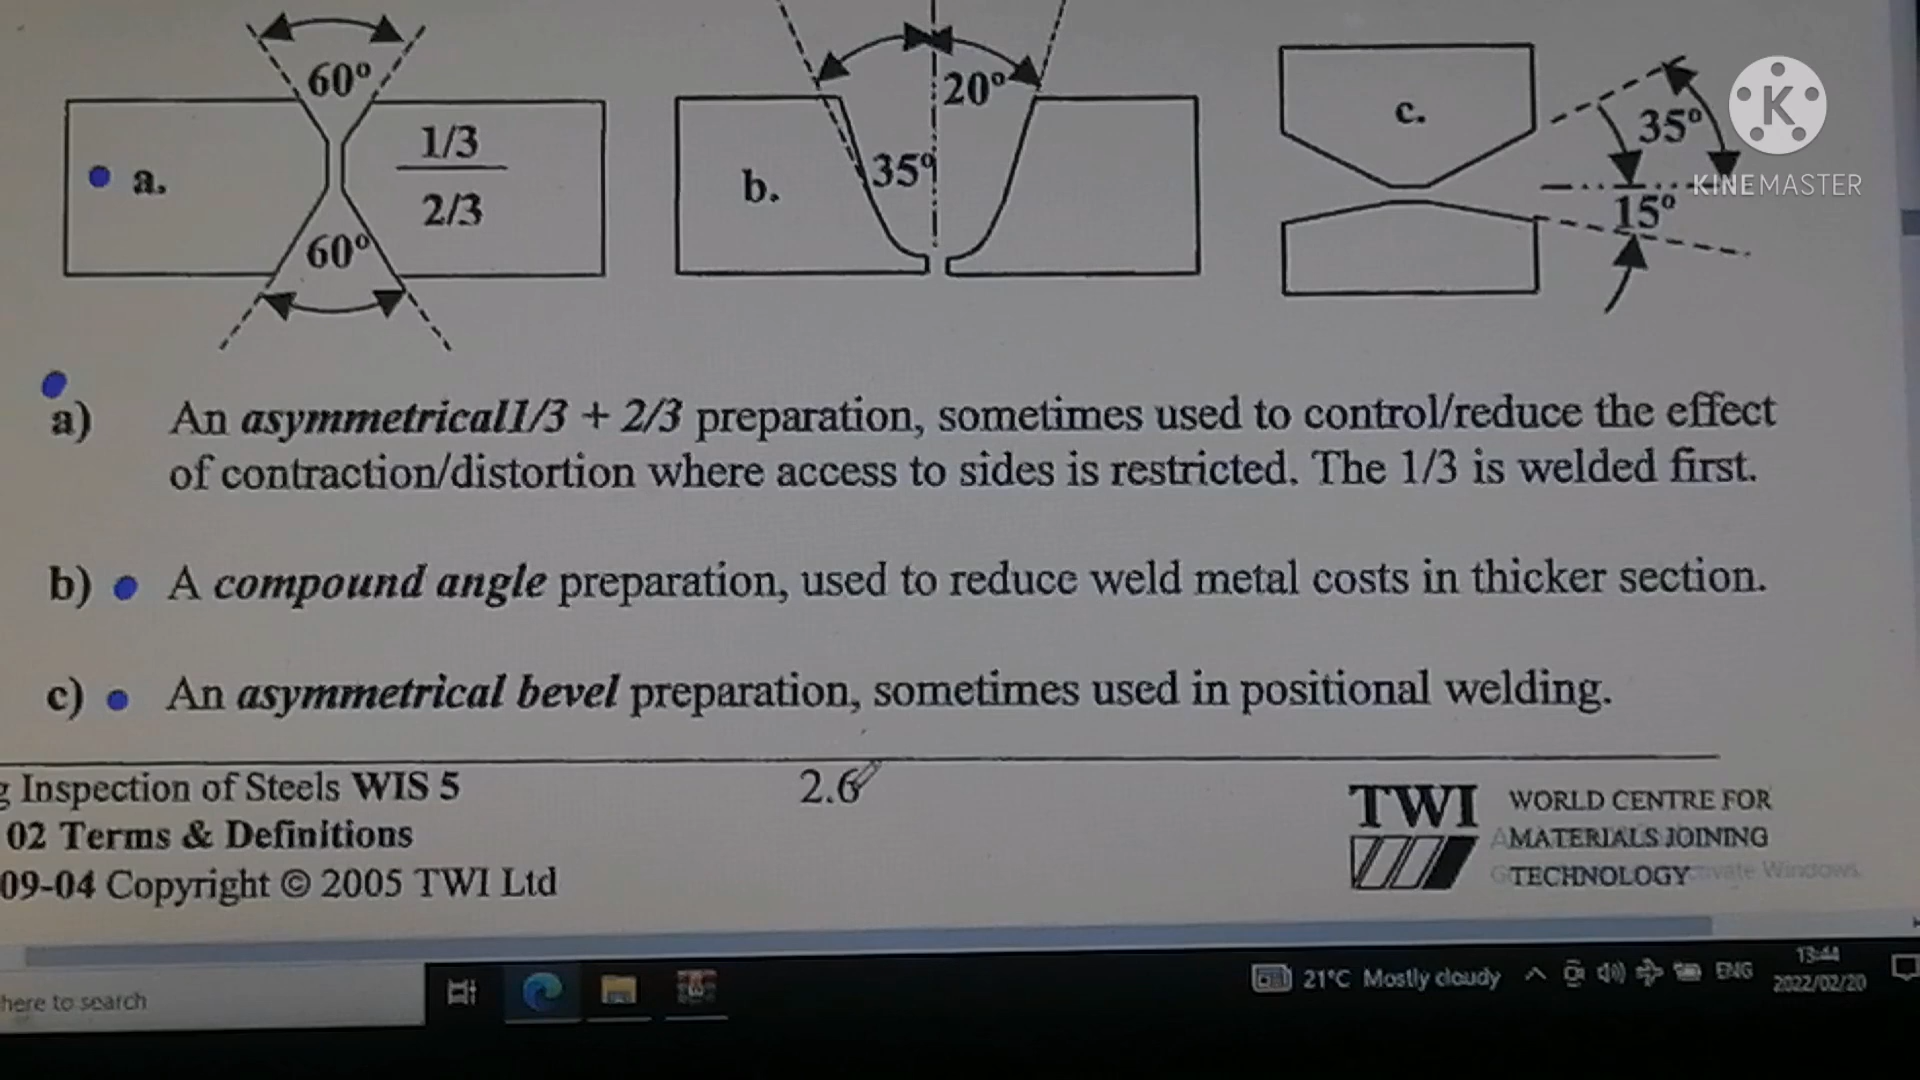 60°
20°
c.
35°
K
KINEMASTER
1/3
2/3
a.
35°
b.
15°
60°
a) An asymmetrical1/3 + 2/3 preparation, sometimes used to control/reduce the effect
of contraction/distortion where access to sides is restricted. The 1/3 is welded first.
b) A compound angle preparation, used to reduce weld metal costs in thicker section.
c) An asymmetrical bevel preparation, sometimes used in positional welding.
g Inspection of Steels WIS 5
2.6
02 Terms & Definitions
09-04 Copyright © 2005 TWI Ltd
TWI
WORLD CENTRE FOR
MATERIALS JOINING
TECHNOLOGY
Windows
here to search
21°C Mostly cloudy
ENG
13:44
2022/02/20